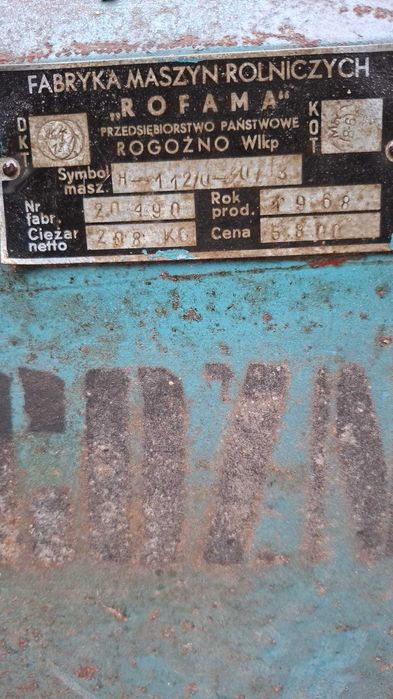 FABRYKA MASZYN ROLNICZYCH
„ROFAMA"
PRZEDSIĘBIORSTWO PAŃSTWOWE
ROGOŹNO Wlkp
DKT
KOT
Symbol masz.
Nr fabr. 20490
Rok prod. 1968
Ciężar netto 208 KG
Cena 5800